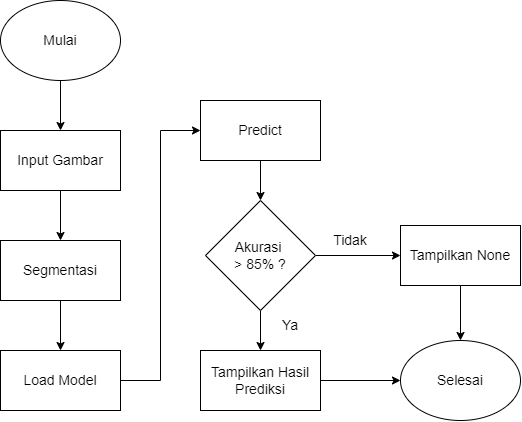 Mulai
Input Gambar
Segmentasi
Load Model
Predict
Akurasi
> 85% ?
Tidak
Tampilkan None
Ya
Tampilkan Hasil
Prediksi
Selesai